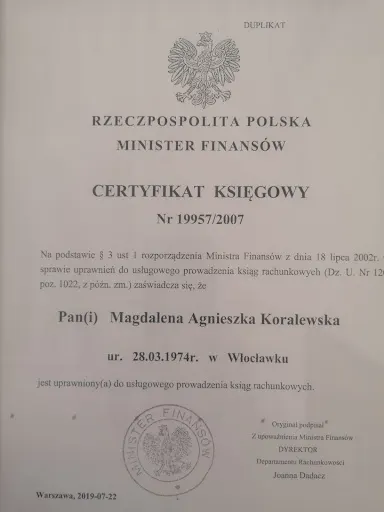 DUPLIKAT
RZECZPOSPOLITA POLSKA
MINISTER FINANSÓW
CERTYFIKAT KSIĘGOWY
Nr 19957/2007
Na podstawie § 3 ust 1 rozporządzenia Ministra Finansów z dnia 18 lipca 2002r.
sprawie uprawnień do usługowego prowadzenia ksiąg rachunkowych (Dz. U. Nr 12
poz. 1022, z późn. zm.) zaświadcza się, że
Pan(i) Magdalena Agnieszka Koralewska
ur. 28.03.1974r. w Włocławku
jest uprawniony(a) do usługowego prowadzenia ksiąg rachunkowych.
MINISTER FINANSÓW
" Oryginał podpisał"
Z upoważnienia Ministra Finansów
DYREKTOR
Departamentu Rachunkowości
Joanna Dadacz
Warszawa, 2019-07-22